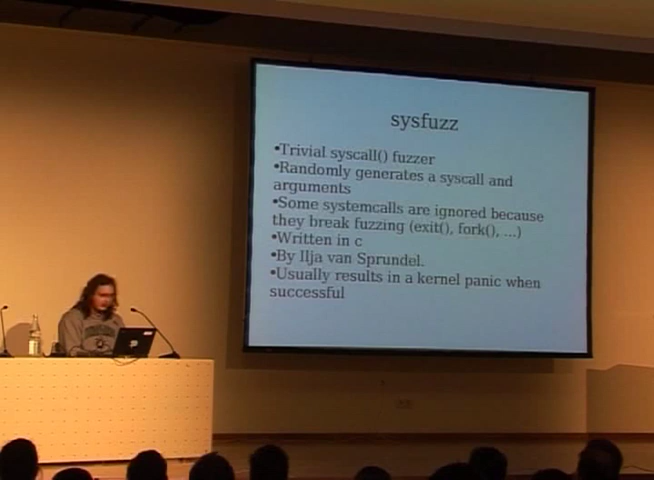 sysfuzz
•Trivial syscall() fuzzer
•Randomly generates a syscall and
arguments
•Some systemcalls are ignored because
they break fuzzing (exit(), fork(), ...)
•Written in c
•By Ilja van Sprundel.
•Usually results in a kernel panic when
successful